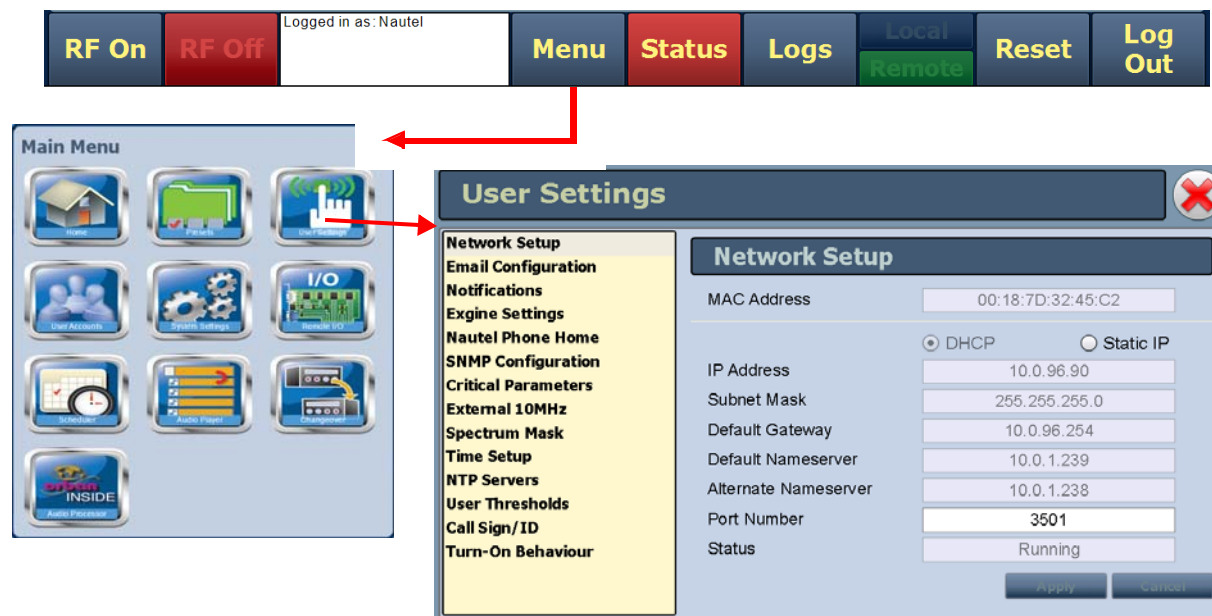 RF On
RF Off
Logged in as: Nautel
Menu
Status
Logs
Local
Remote
Reset
Log
Out
Main Menu
Home
Presets
User Settings
User Accounts
System Settings
I/O
Remote I/O
Scheduler
Audio Player
Changeover
orban
INSIDE
Audio Processor
User Settings
Network Setup
Email Configuration
Notifications
Exgine Settings
Nautel Phone Home
SNMP Configuration
Critical Parameters
External 10MHz
Spectrum Mask
Time Setup
NTP Servers
User Thresholds
Call Sign/ID
Turn-On Behaviour
Network Setup
MAC Address 00:18:7D:32:45:C2
DHCP Static IP
IP Address 10.0.96.90
Subnet Mask 255.255.255.0
Default Gateway 10.0.96.254
Default Nameserver 10.0.1.239
Alternate Nameserver 10.0.1.238
Port Number 3501
Status Running
Apply Cancel